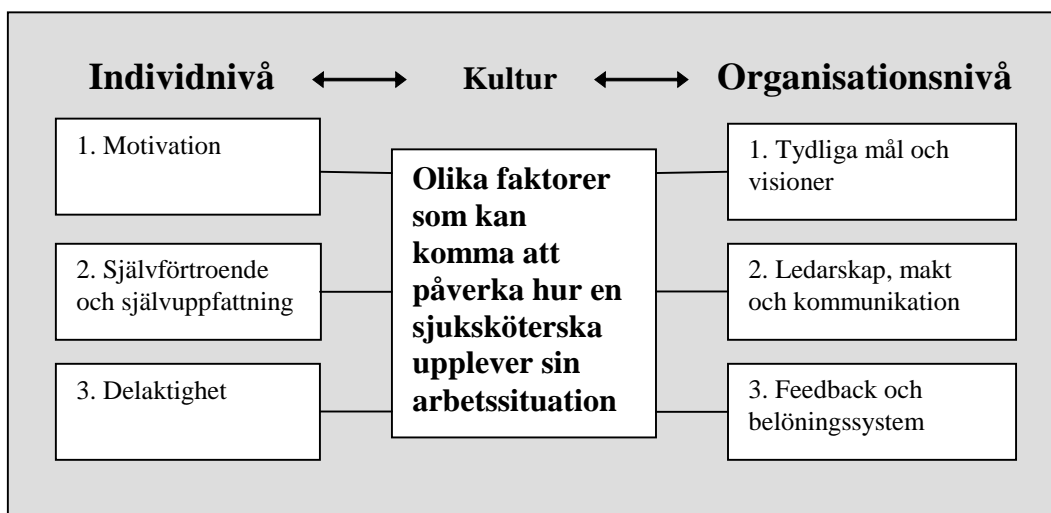 Individnivå Kultur Organisationsnivå
1. Motivation
2. Självförtroende
och självuppfattning
3. Delaktighet
Olika faktorer
som kan
komma att
påverka hur en
sjuksköterska
upplever sin
arbetssituation
1. Tydliga mål och
visioner
2. Ledarskap, makt
och kommunikation
3. Feedback och
belöningssystem